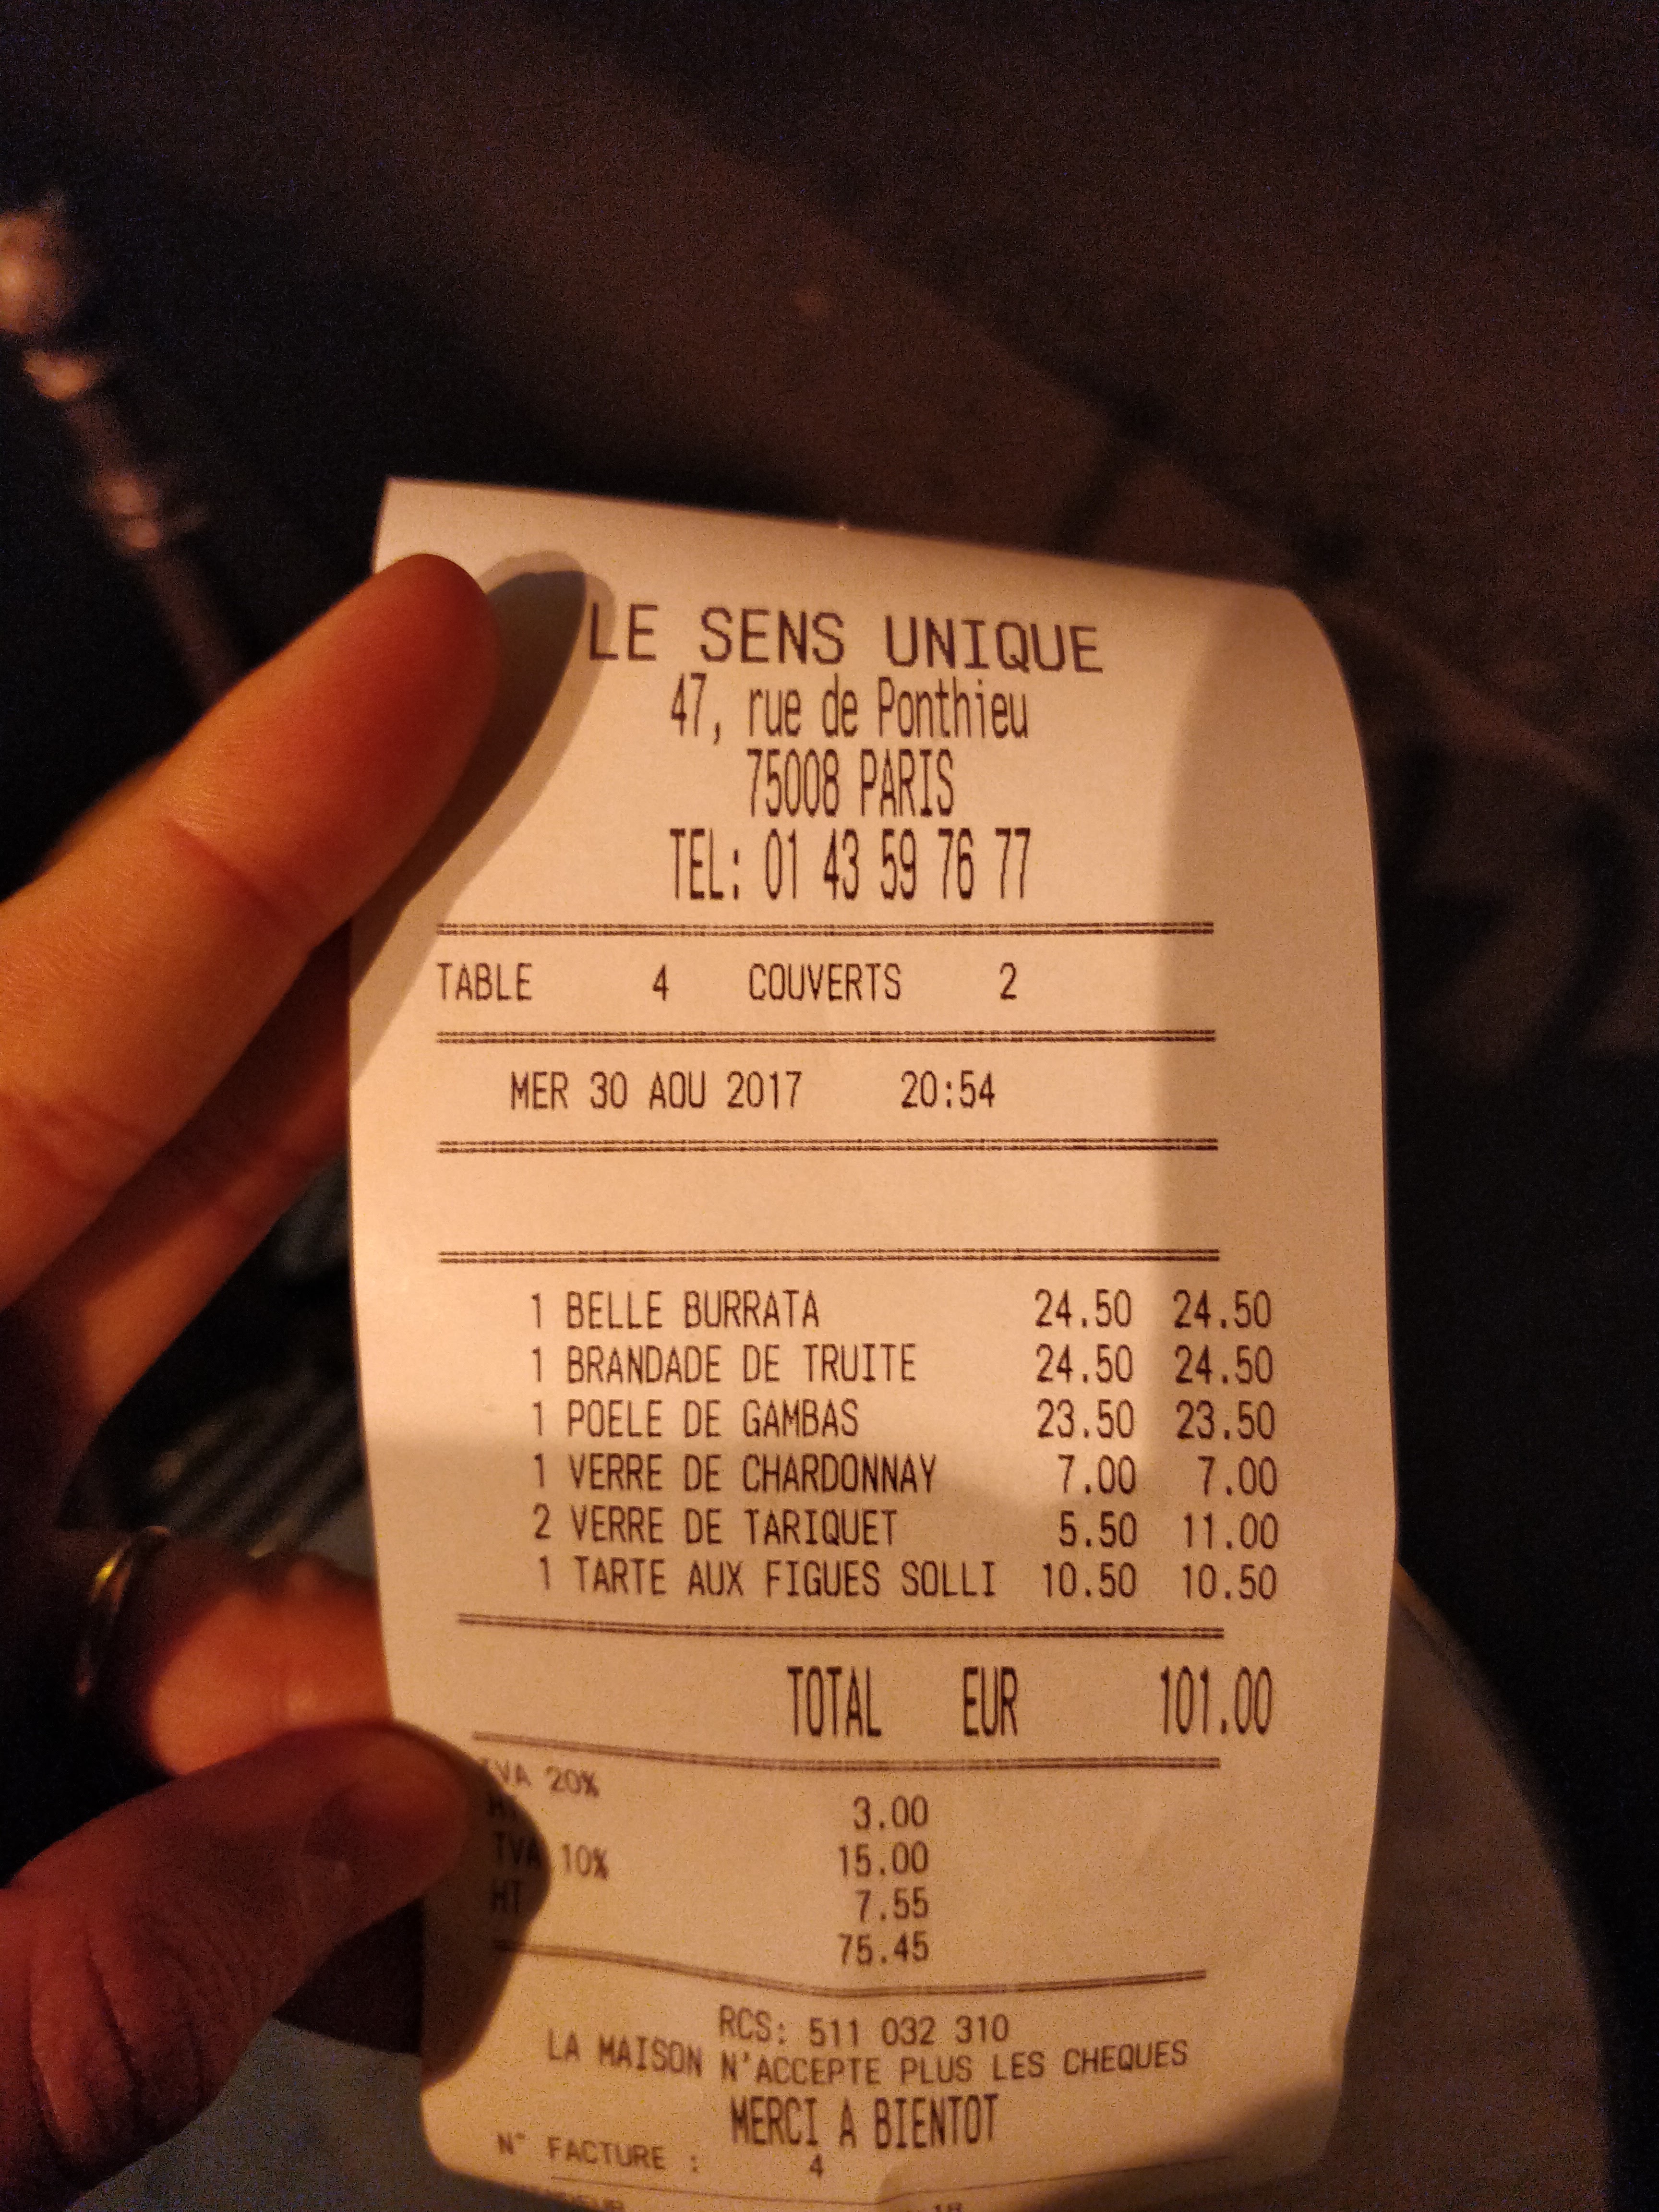 LE SENS UNIQUE
47, rue de Ponthieu
75008 PARIS
TEL: 01 43 59 76 77
TABLE 4 COUVERTS 2
MER 30 AOU 2017 20:54
1 BELLE BURRATA 24.50 24.50
1 BRANDADE DE TRUITE 24.50 24.50
1 POELE DE GAMBAS 23.50 23.50
1 VERRE DE CHARDONNAY 7.00 7.00
2 VERRE DE TARIQUET 5.50 11.00
1 TARTE AUX FIGUES SOLLI 10.50 10.50
TOTAL EUR 101.00
TVA 20% 3.00
HT 15.00
TVA 10% 7.55
HT 75.45
RCS: 511 032 310
LA MAISON N'ACCEPTE PLUS LES CHEQUES
MERCI A BIENTOT
N° FACTURE : 4